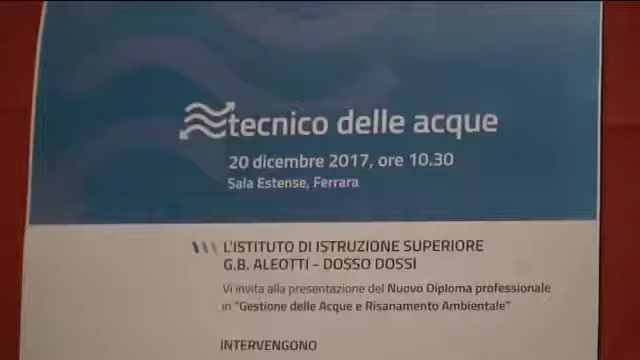 tecnico delle acque
20 dicembre 2017, ore 10.30
Sala Estense, Ferrara
L'ISTITUTO DI ISTRUZIONE SUPERIORE
G.B. ALEOTTI - DOSSO DOSSI
Vi invita alla presentazione del Nuovo Diploma professionale
in "Gestione delle Acque e Risanamento Ambientale"
INTERVENGONO